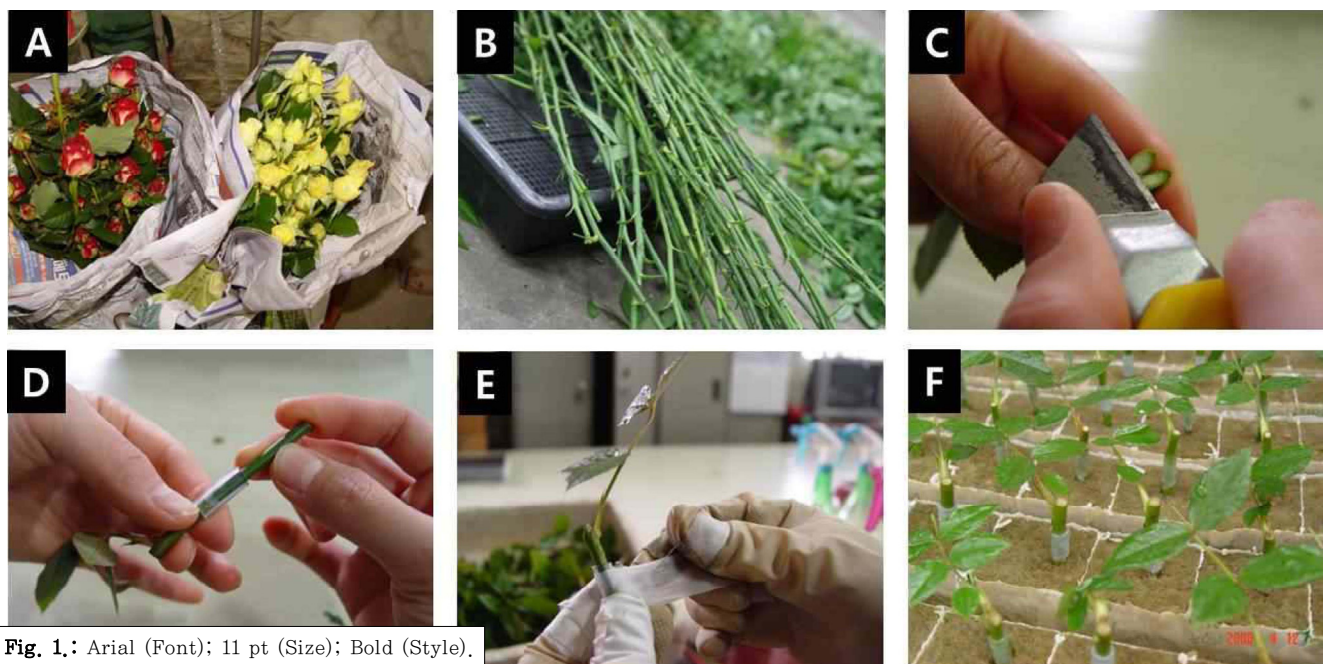 A
B
C
D
E
F
Fig. 1.: Arial (Font); 11 pt (Size); Bold (Style).